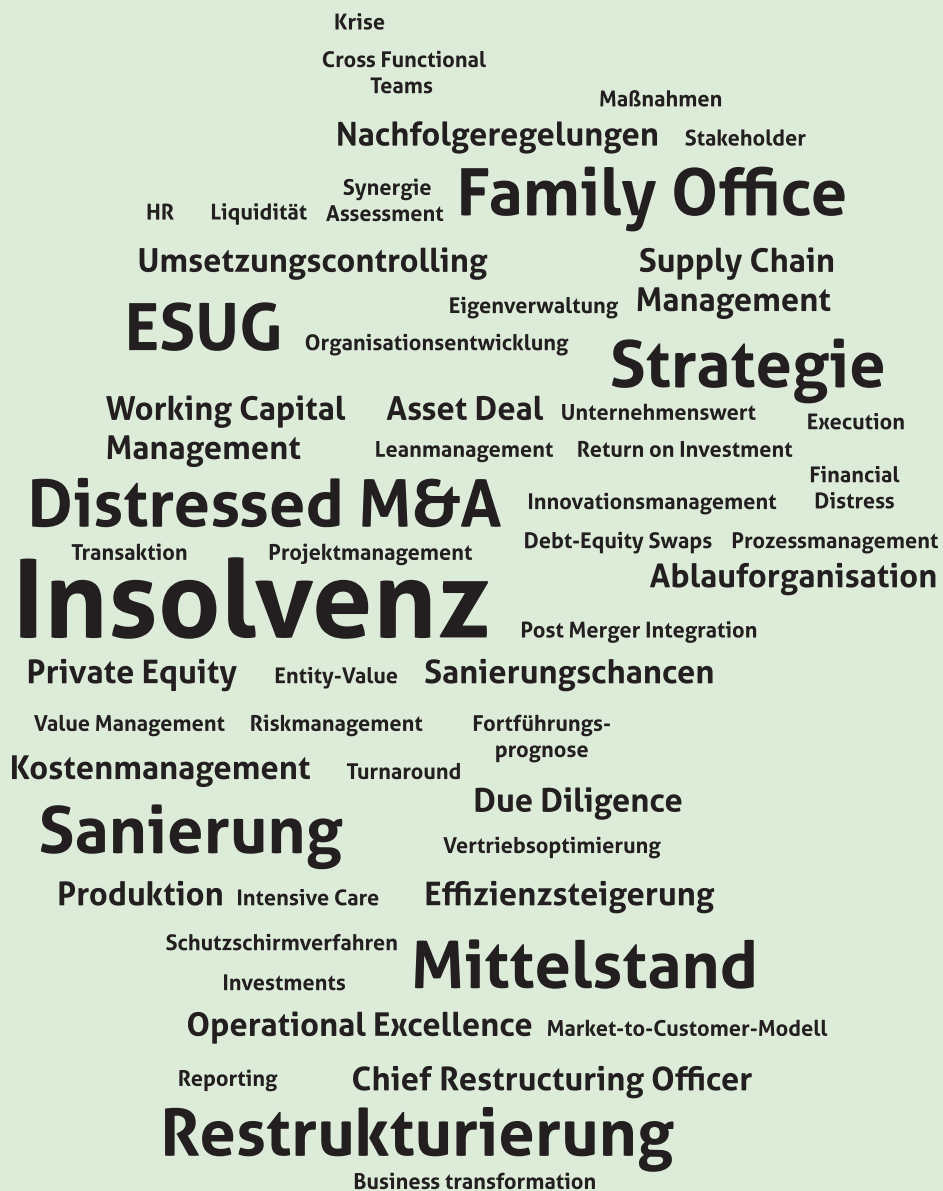 Krise
Cross Functional
Teams
Maßnahmen
Nachfolgeregelungen Stakeholder
Synergie
Assessment
Family Office
HR Liquidität
Umsetzungscontrolling
Supply Chain
Management
Eigenverwaltung
ESUG
Organisationsentwicklung
Strategie
Working Capital
Management
Asset Deal
Unternehmenswert
Execution
Leanmanagement
Return on Investment
Financial
Distress
Distressed M&A
Innovationsmanagement
Debt-Equity Swaps
Prozessmanagement
Transaktion
Projektmanagement
Ablauforganisation
Insolvenz
Post Merger Integration
Private Equity
Entity-Value
Sanierungschancen
Value Management
Riskmanagement
Fortführungs-
prognose
Kostenmanagement
Turnaround
Due Diligence
Sanierung
Vertriebsoptimierung
Produktion
Intensive Care
Effizienzsteigerung
Schutzschirmverfahren
Mittelstand
Investments
Operational Excellence
Market-to-Customer-Modell
Reporting
Chief Restructuring Officer
Restrukturierung
Business transformation